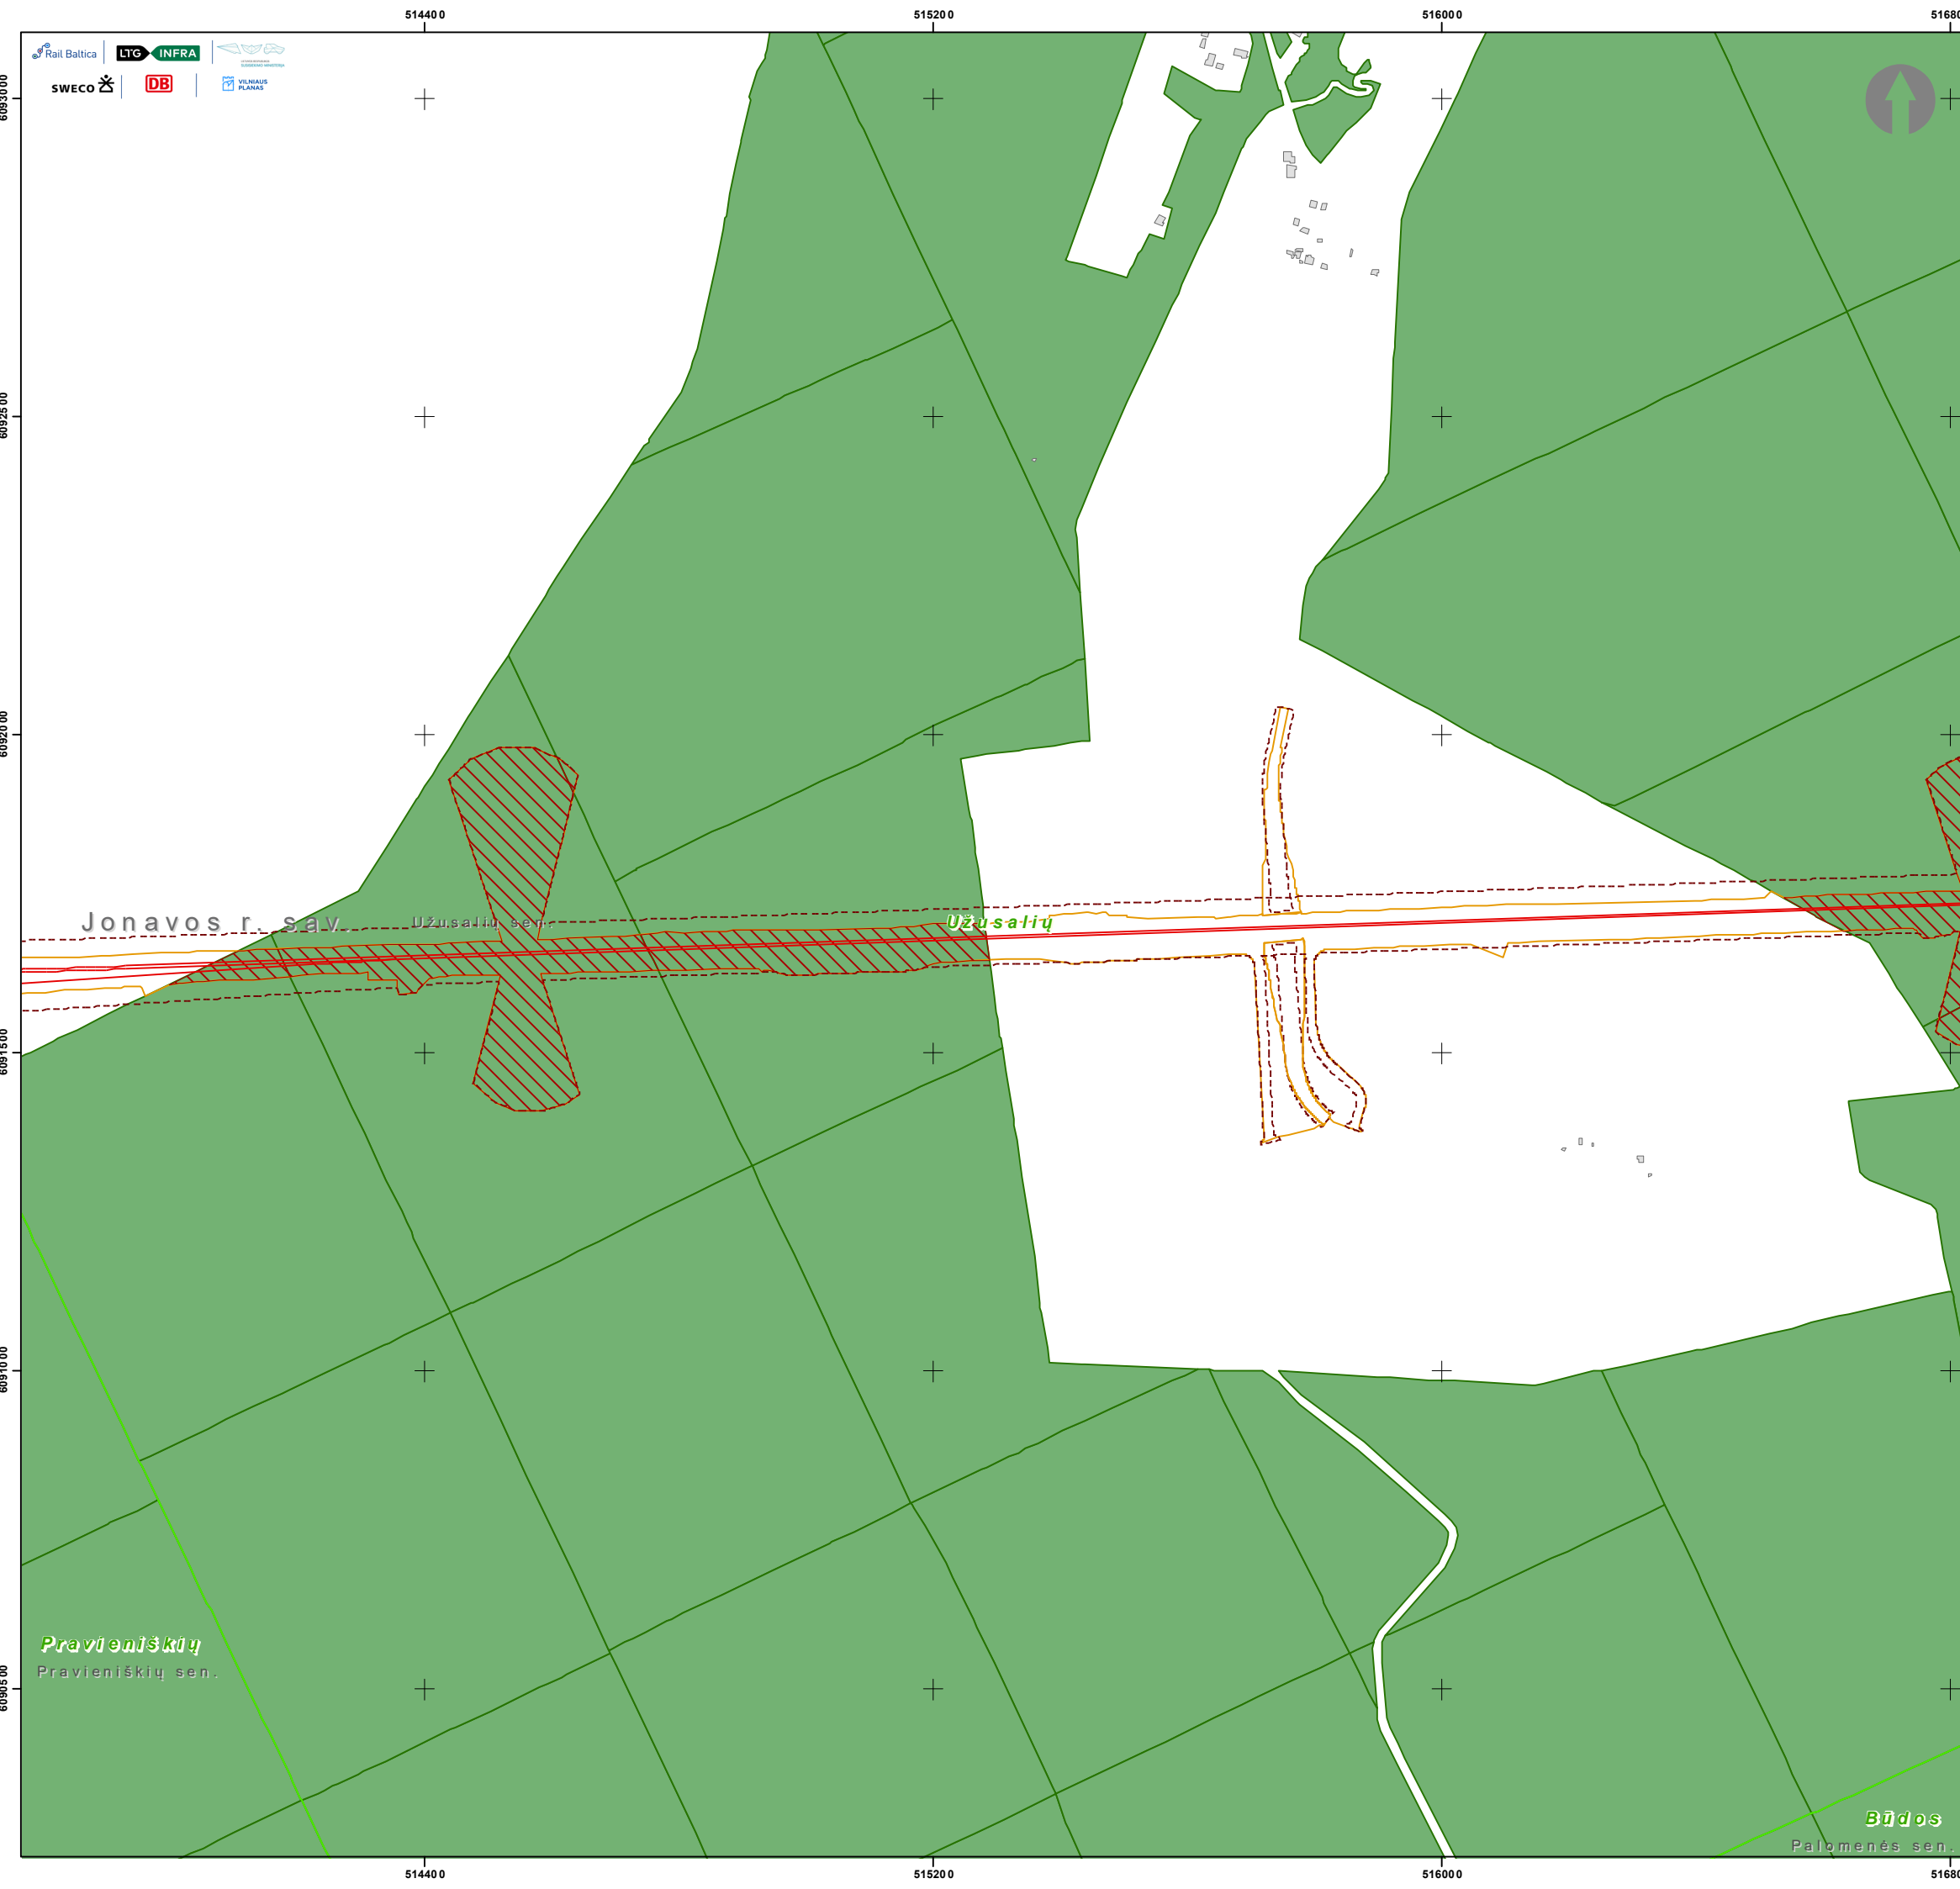 514400 515200 516000 5168
Rail Baltica LTG INFRA
SWECO DB VILNIAUS PLANAS
6093000
6092500
6092000
Jonavos r. sav.
Užusalių sen.
Užusalių
6091500
6091000
Pravieniškių
Pravieniškių sen.
6090500
Būdos
Palomenės sen.
514400 515200 516000 5168